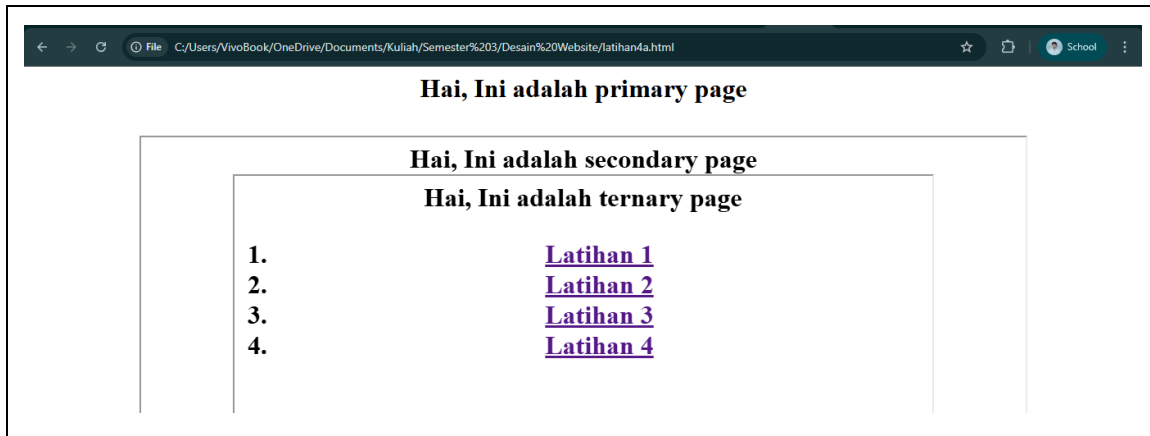 File C:/Users/VivoBook/OneDrive/Documents/Kuliah/Semester%203/Desain%20Website/latihan4a.html School
Hai, Ini adalah primary page
Hai, Ini adalah secondary page
Hai, Ini adalah ternary page
1. Latihan 1
2. Latihan 2
3. Latihan 3
4. Latihan 4